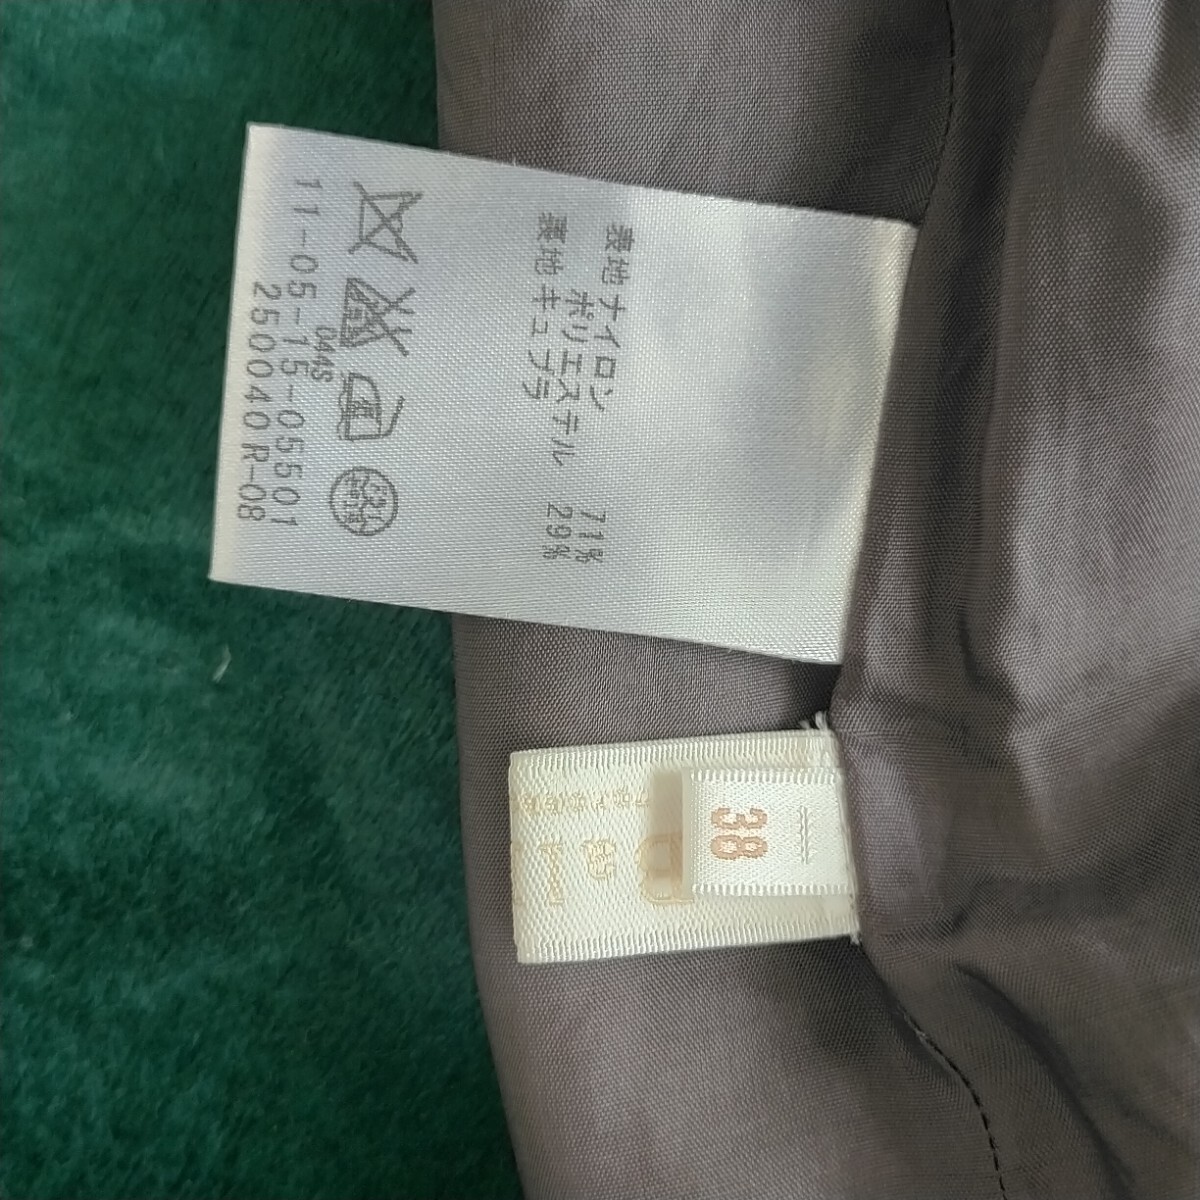 表地ナイロン 71%
ポリエステル 29%
裏地キュプラ
0444S
11-05-15-05501
250040R-08
38